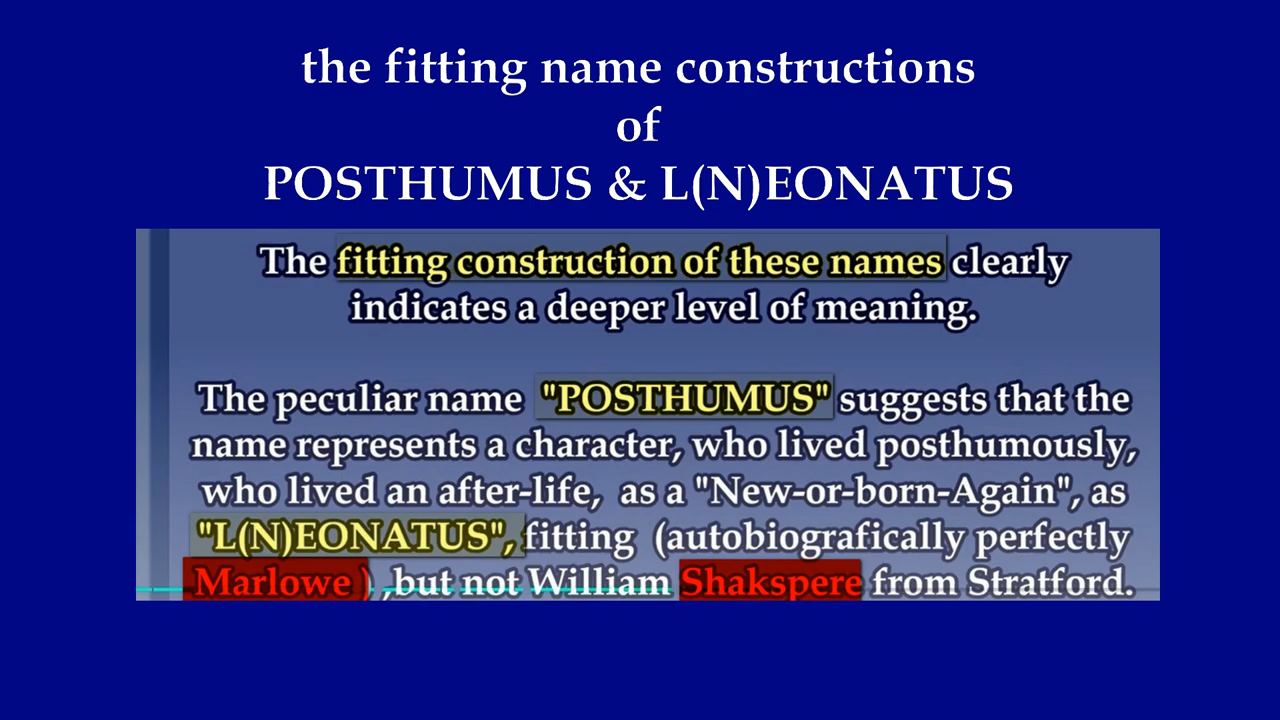 the fitting name constructions
of
POSTHUMUS & L(N)EONATUS
The fitting construction of these names clearly
indicates a deeper level of meaning.
The peculiar name "POSTHUMUS" suggests that the
name represents a character, who lived posthumously,
who lived an after-life, as a "New-or-born-Again", as
"L(N)EONATUS", fitting (autobiografically perfectly
Marlowe ) ,but not William Shakspere from Stratford.